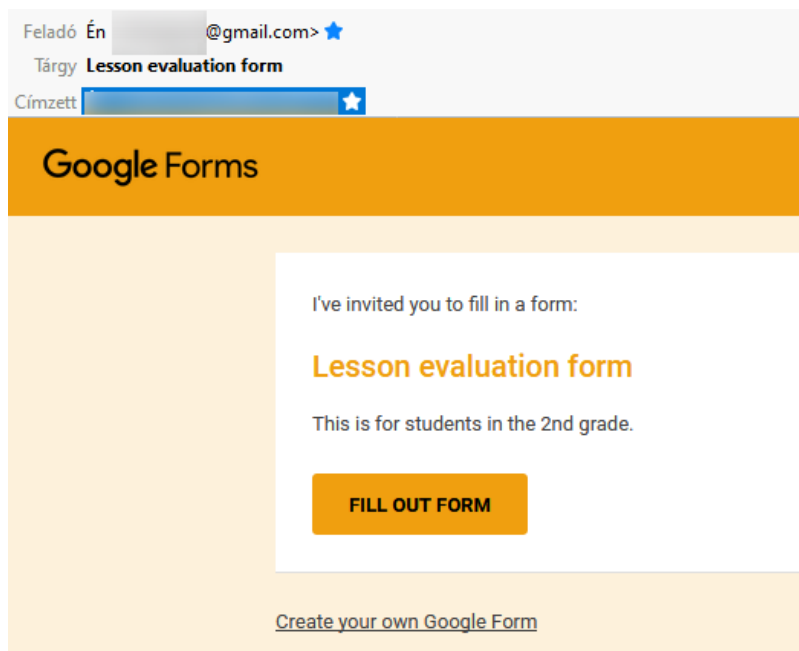 Feladó Én @gmail.com>
Tárgy Lesson evaluation form
Címzett
Google Forms
I've invited you to fill in a form:
Lesson evaluation form
This is for students in the 2nd grade.
FILL OUT FORM
Create your own Google Form